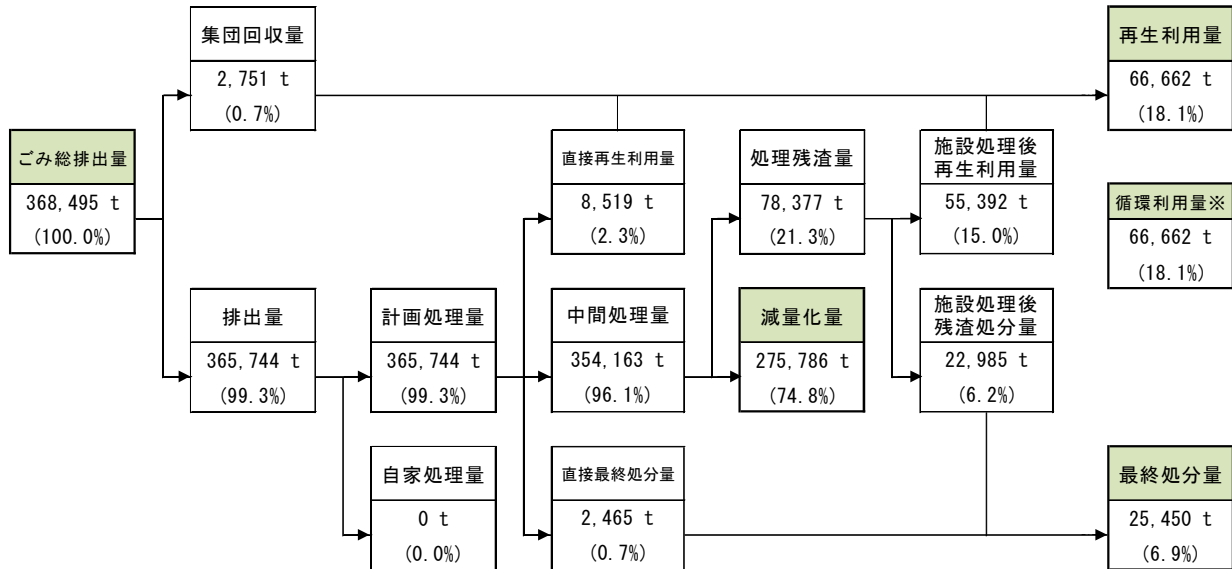 集団回収量
2,751 t
(0.7%)
再生利用量
66,662 t
(18.1%)
ごみ総排出量
368,495 t
(100.0%)
直接再生利用量
8,519 t
(2.3%)
処理残渣量
78,377 t
(21.3%)
施設処理後
再生利用量
55,392 t
(15.0%)
循環利用量※
66,662 t
(18.1%)
排出量
365,744 t
(99.3%)
計画処理量
365,744 t
(99.3%)
中間処理量
354,163 t
(96.1%)
減量化量
275,786 t
(74.8%)
施設処理後
残渣処分量
22,985 t
(6.2%)
自家処理量
0 t
(0.0%)
直接最終処分量
2,465 t
(0.7%)
最終処分量
25,450 t
(6.9%)